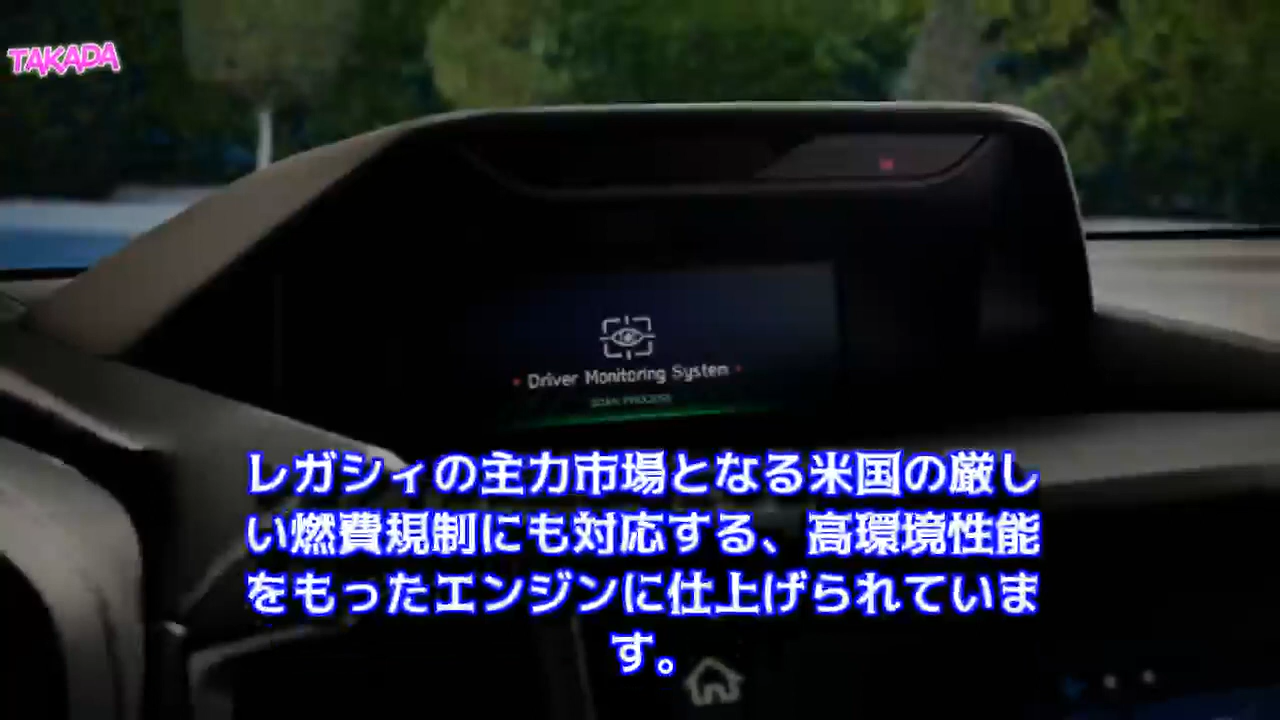 TAKADA
Driver Monitoring System
SCAN PROCESS
レガシィの主力市場となる米国の厳し
い燃費規制にも対応する、高環境性能
をもったエンジンに仕上げられていま
す。